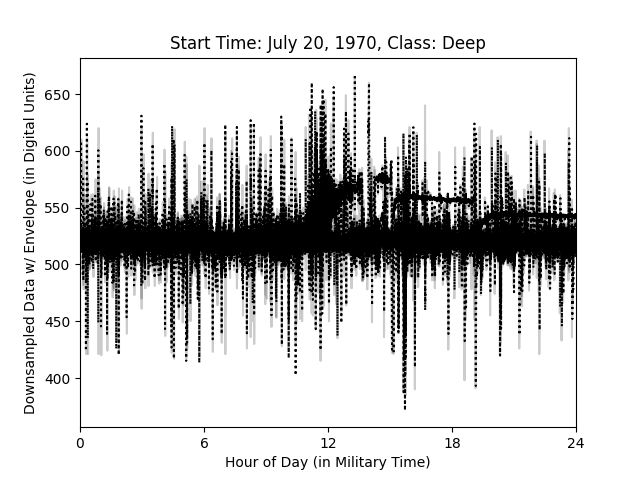 Start Time: July 20, 1970, Class: Deep
Downsampled Data w/ Envelope (in Digital Units)
650
600
550
500
450
400
0 6 12 18 24
Hour of Day (in Military Time)